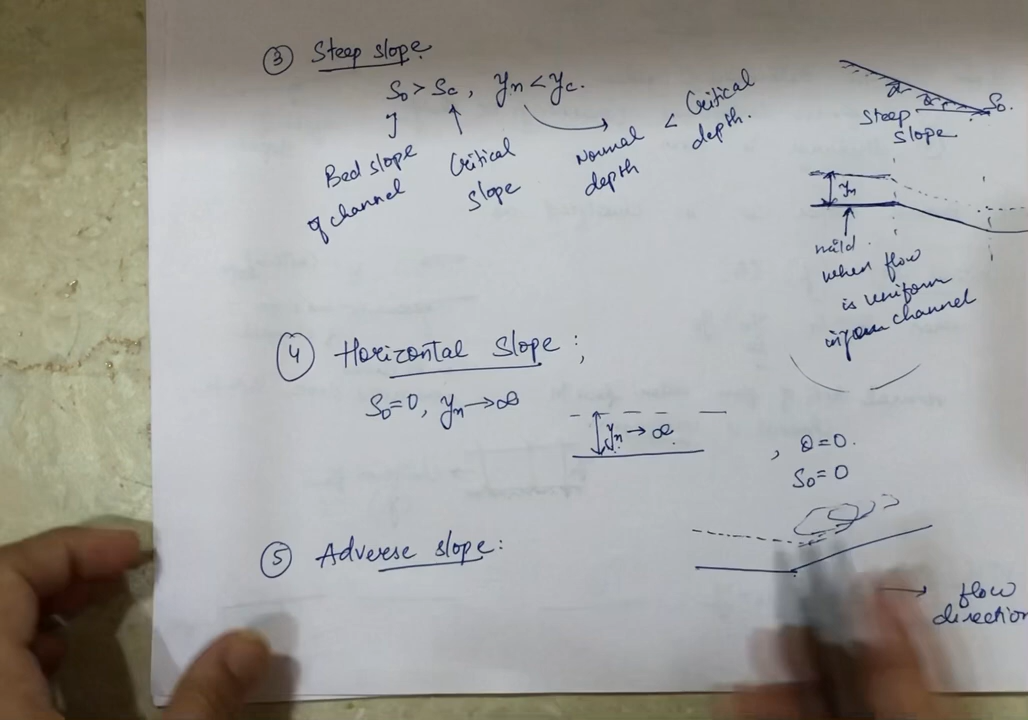 ③ Steep slope
S₀ > Sc, yn < yc.
Bed slope
of channel
Critical
slope
Normal
depth
< Critical
depth.
S₀.
Steep
slope
yn
mild
when flow
is uniform
channel
④ Horizontal Slope:
S₀=0, yn→∞
yn→∞
, θ=0.
S₀=0
⑤ Adverse slope:
→ flow
direction